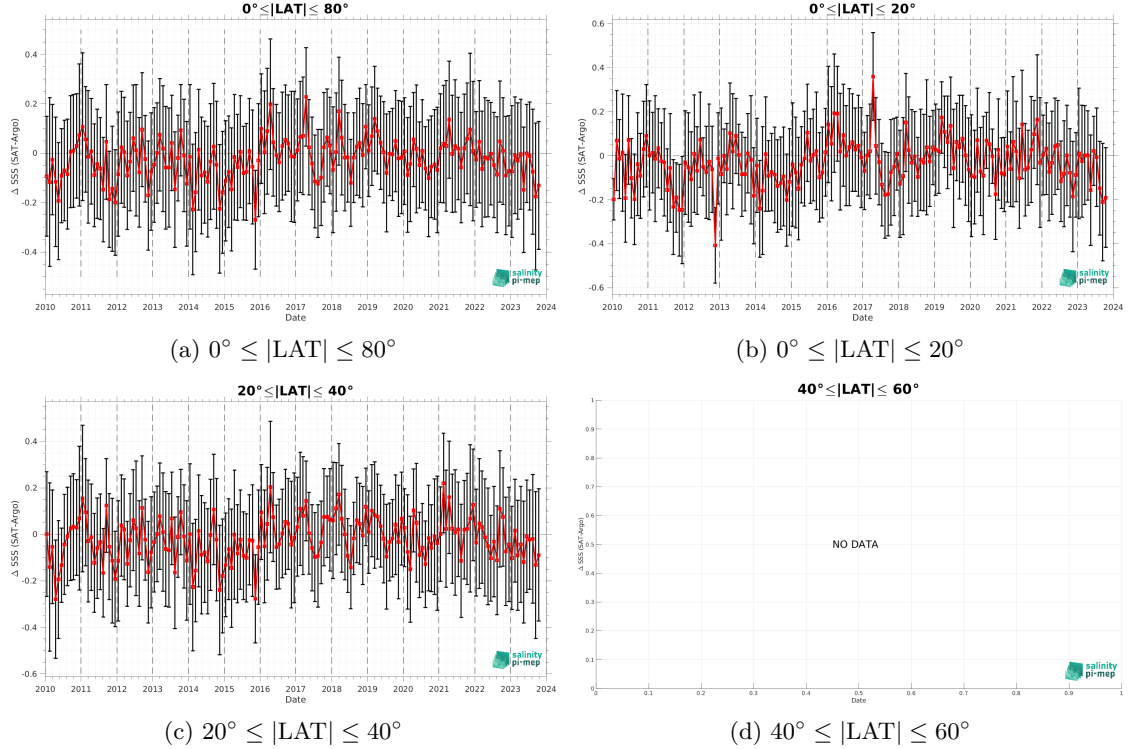 0°≤|LAT|≤ 80°
Δ SSS (SAT-Argo)
0.4
0.2
0
-0.2
-0.4
2010 2011 2012 2013 2014 2015 2016 2017 2018 2019 2020 2021 2022 2023 2024
Date
salinity
pi-mep
(a) 0° ≤ |LAT| ≤ 80°
0°≤|LAT|≤ 20°
Δ SSS (SAT-Argo)
0.6
0.4
0.2
0
-0.2
-0.4
-0.6
2010 2011 2012 2013 2014 2015 2016 2017 2018 2019 2020 2021 2022 2023 2024
Date
salinity
pi-mep
(b) 0° ≤ |LAT| ≤ 20°
20°≤|LAT|≤ 40°
Δ SSS (SAT-Argo)
0.4
0.2
0
-0.2
-0.4
-0.6
2010 2011 2012 2013 2014 2015 2016 2017 2018 2019 2020 2021 2022 2023 2024
Date
salinity
pi-mep
(c) 20° ≤ |LAT| ≤ 40°
40°≤|LAT|≤ 60°
Δ SSS (SAT-Argo)
1
0.9
0.8
0.7
0.6
0.5
0.4
0.3
0.2
0.1
0
NO DATA
0 0.1 0.2 0.3 0.4 0.5 0.6 0.7 0.8 0.9 1
Date
salinity
pi-mep
(d) 40° ≤ |LAT| ≤ 60°